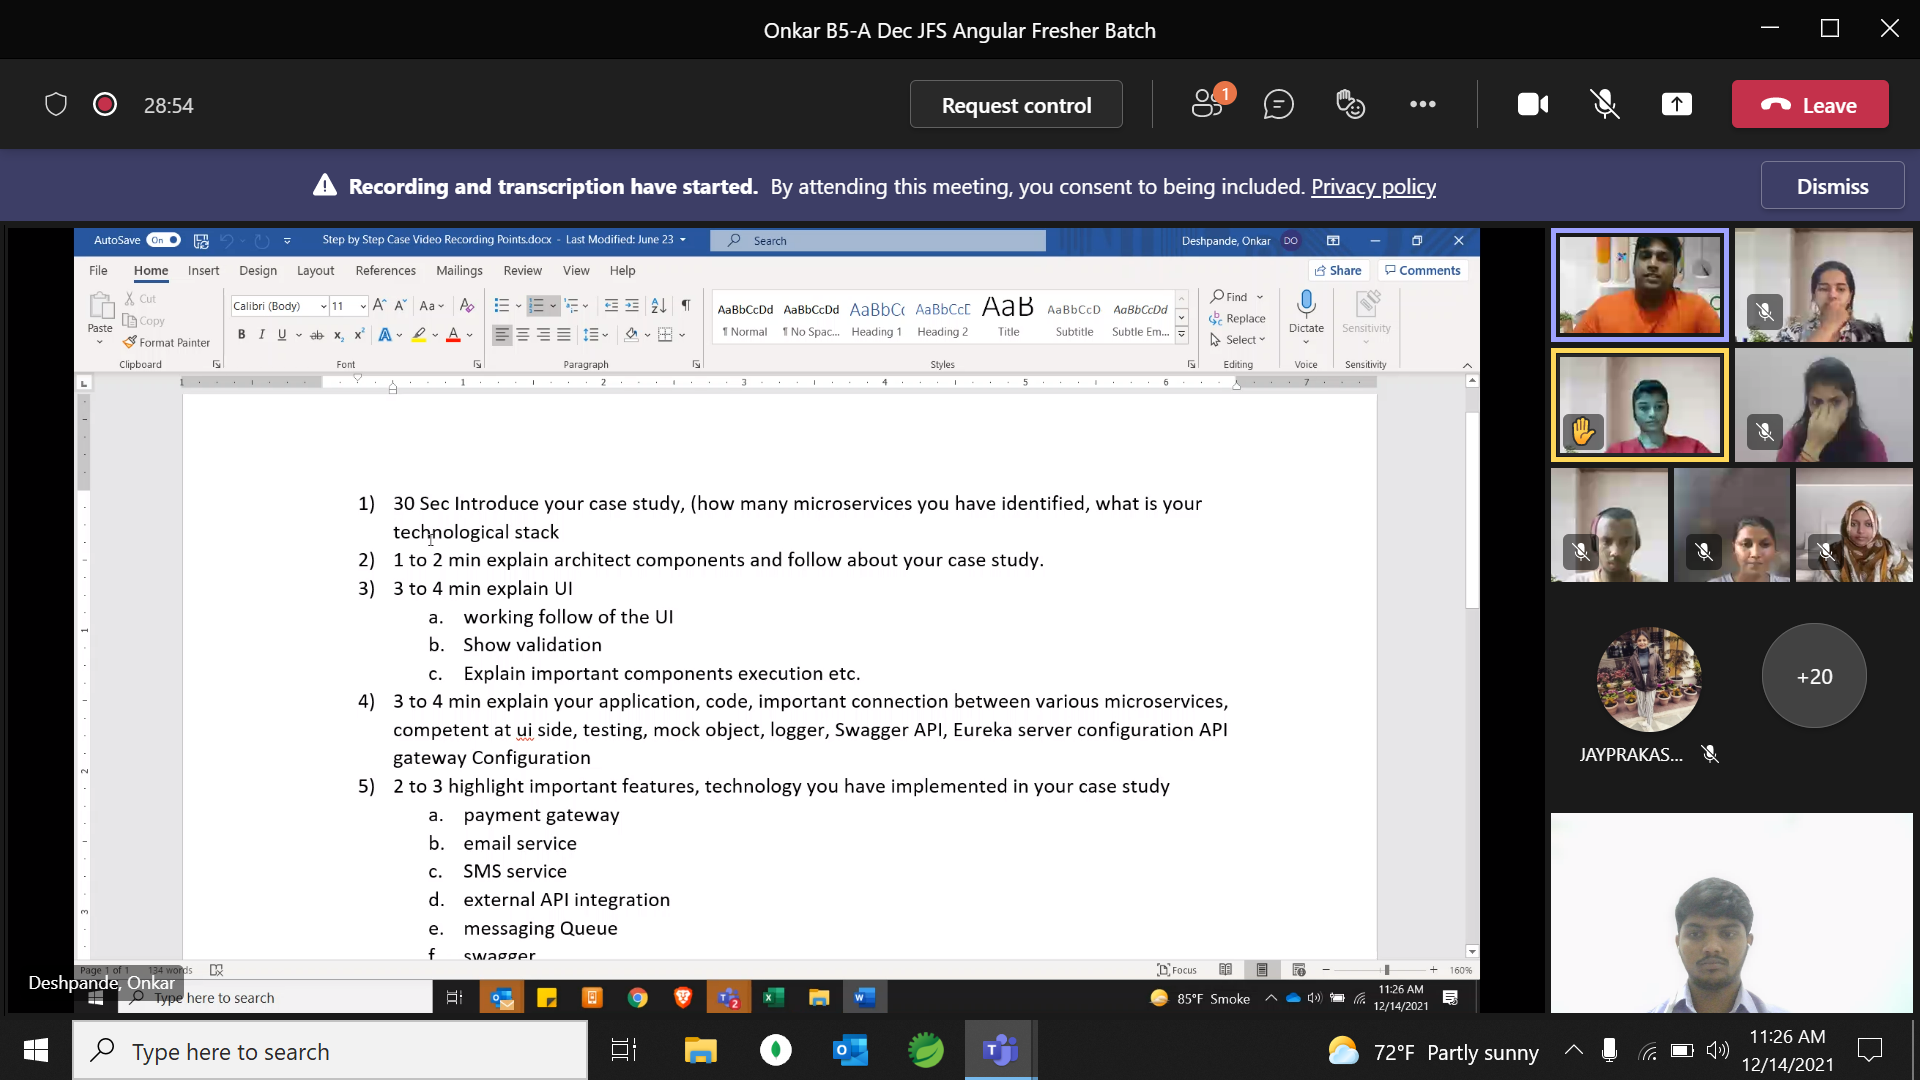 Onkar B5-A Dec JFS Angular Fresher Batch
28:54
Request control
1
Leave
Recording and transcription have started. By attending this meeting, you consent to being included. Privacy policy
Dismiss
AutoSave On
Step by Step Case Video Recording Points.docx - Last Modified: June 23
Search
Deshpande, Onkar DO
File Home Insert Design Layout References Mailings Review View Help
Share Comments
Paste
Cut
Copy
Format Painter
Clipboard
Calibri (Body) 11
Font
Paragraph
AaBbCcDd AaBbCcDd AaBbCc AaBbCcE AaB AaBbCcD AaBbCcDd
¶ Normal ¶ No Spac... Heading 1 Heading 2 Title Subtitle Subtle Em...
Styles
Find
Replace
Select
Editing
Dictate
Voice
Sensitivity
Sensitivity
1) 30 Sec Introduce your case study, (how many microservices you have identified, what is your
technological stack
2) 1 to 2 min explain architect components and follow about your case study.
3) 3 to 4 min explain UI
a. working follow of the UI
b. Show validation
c. Explain important components execution etc.
4) 3 to 4 min explain your application, code, important connection between various microservices,
competent at ui side, testing, mock object, logger, Swagger API, Eureka server configuration API
gateway Configuration
5) 2 to 3 highlight important features, technology you have implemented in your case study
a. payment gateway
b. email service
c. SMS service
d. external API integration
e. messaging Queue
f. swagger
Page 1 of 1 134 words
Focus
160%
Deshpande, Onkar
Type here to search
85°F Smoke
11:26 AM
12/14/2021
JAYPRAKAS...
+20
Type here to search
72°F Partly sunny
11:26 AM
12/14/2021